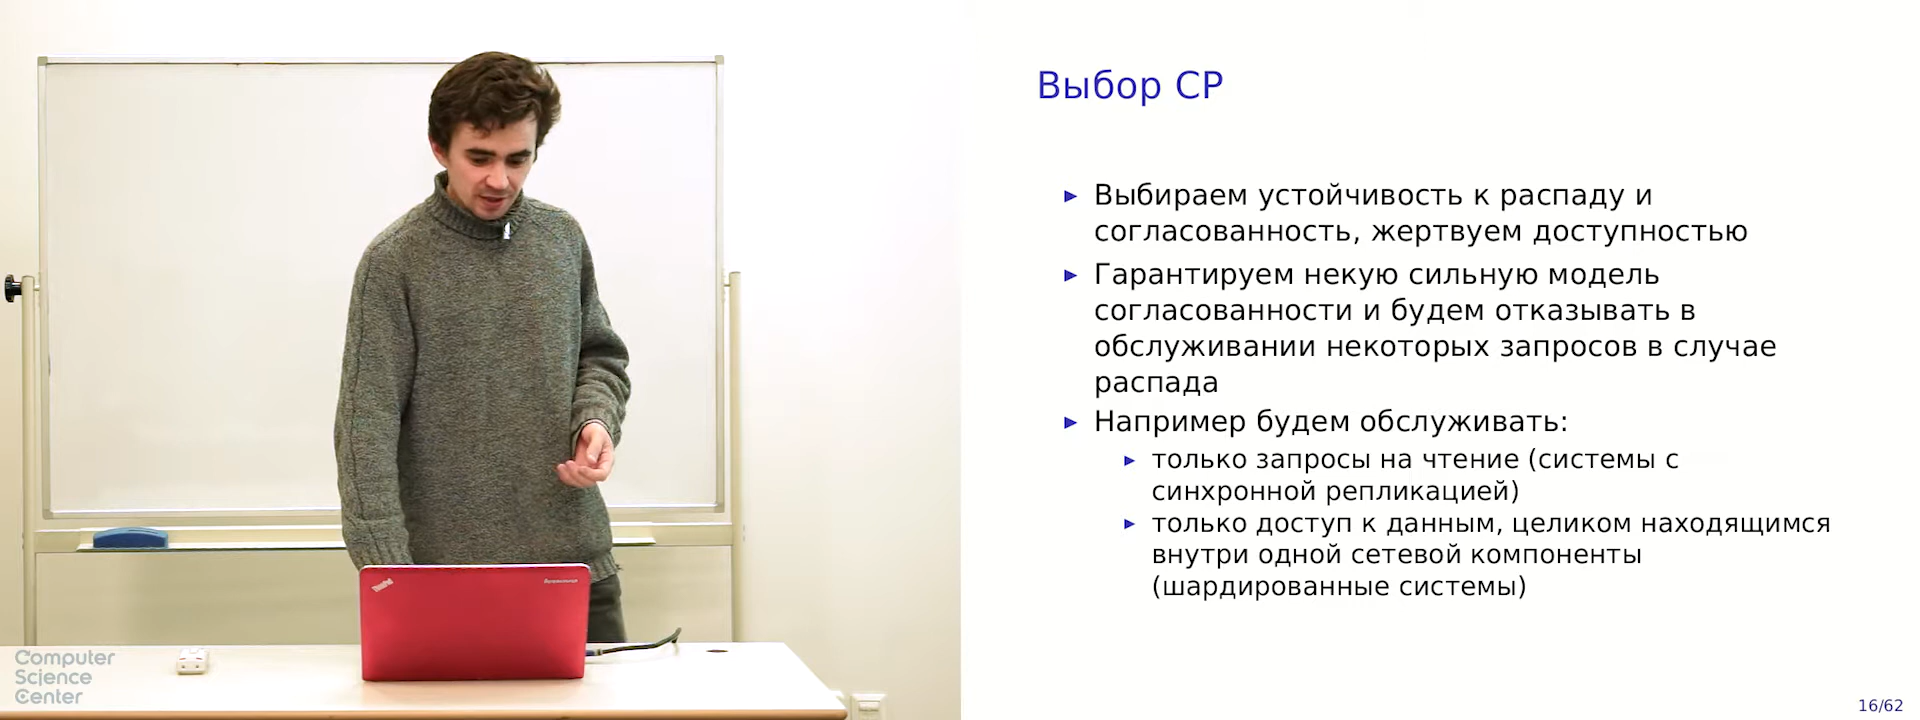 Выбор CP
Выбираем устойчивость к распаду и
согласованность, жертвуем доступностью
Гарантируем некую сильную модель
согласованности и будем отказывать в
обслуживании некоторых запросов в случае
распада
Например будем обслуживать:
только запросы на чтение (системы с
синхронной репликацией)
только доступ к данным, целиком находящимся
внутри одной сетевой компоненты
(шардированные системы)
16/62
Computer
Science
Center